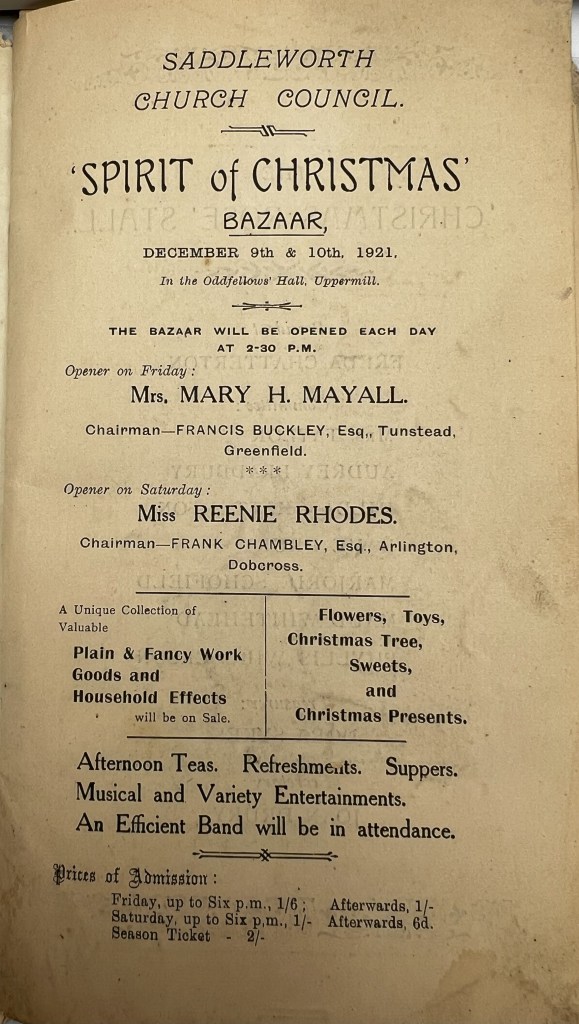 SADDLEWORTH
CHURCH COUNCIL.
'SPIRIT of CHRISTMAS'
BAZAAR,
DECEMBER 9th & 10th, 1921,
In the Oddfellows' Hall, Uppermill.
THE BAZAAR WILL BE OPENED EACH DAY
AT 2-30 P.M.
Opener on Friday :
Mrs. MARY H. MAYALL.
Chairman—FRANCIS BUCKLEY, Esq,, Tunstead,
Greenfield.
***
Opener on Saturday :
Miss REENIE RHODES.
Chairman—FRANK CHAMBLEY, Esq., Arlington,
Dobcross.
A Unique Collection of
Valuable
Plain & Fancy Work
Goods and
Household Effects
will be on Sale.
Flowers, Toys,
Christmas Tree,
Sweets,
and
Christmas Presents.
Afternoon Teas. Refreshments. Suppers.
Musical and Variety Entertainments.
An Efficient Band will be in attendance.
Prices of Admission :
Friday, up to Six p.m., 1/6 ; Afterwards, 1/-
Saturday, up to Six p,m., 1/- Afterwards, 6d.
Season Ticket - 2/-